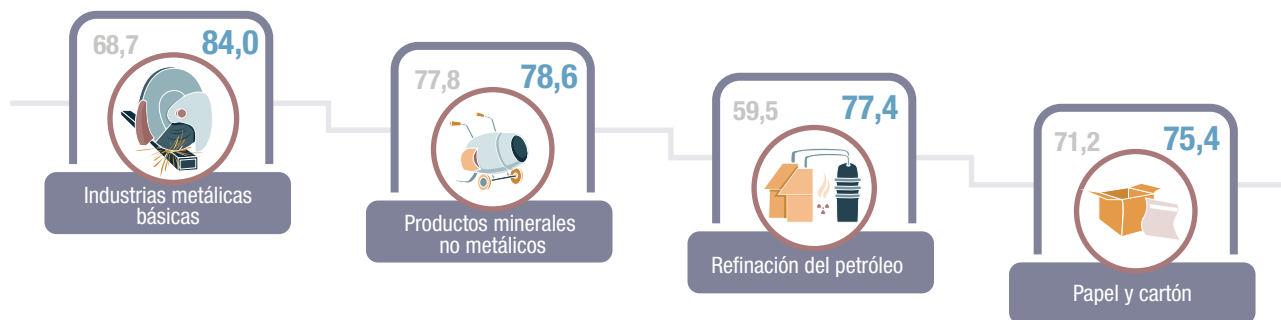 68,7 84,0
Industrias metálicas
básicas
77,8 78,6
Productos minerales
no metálicos
59,5 77,4
Refinación del petróleo
71,2 75,4
Papel y cartón